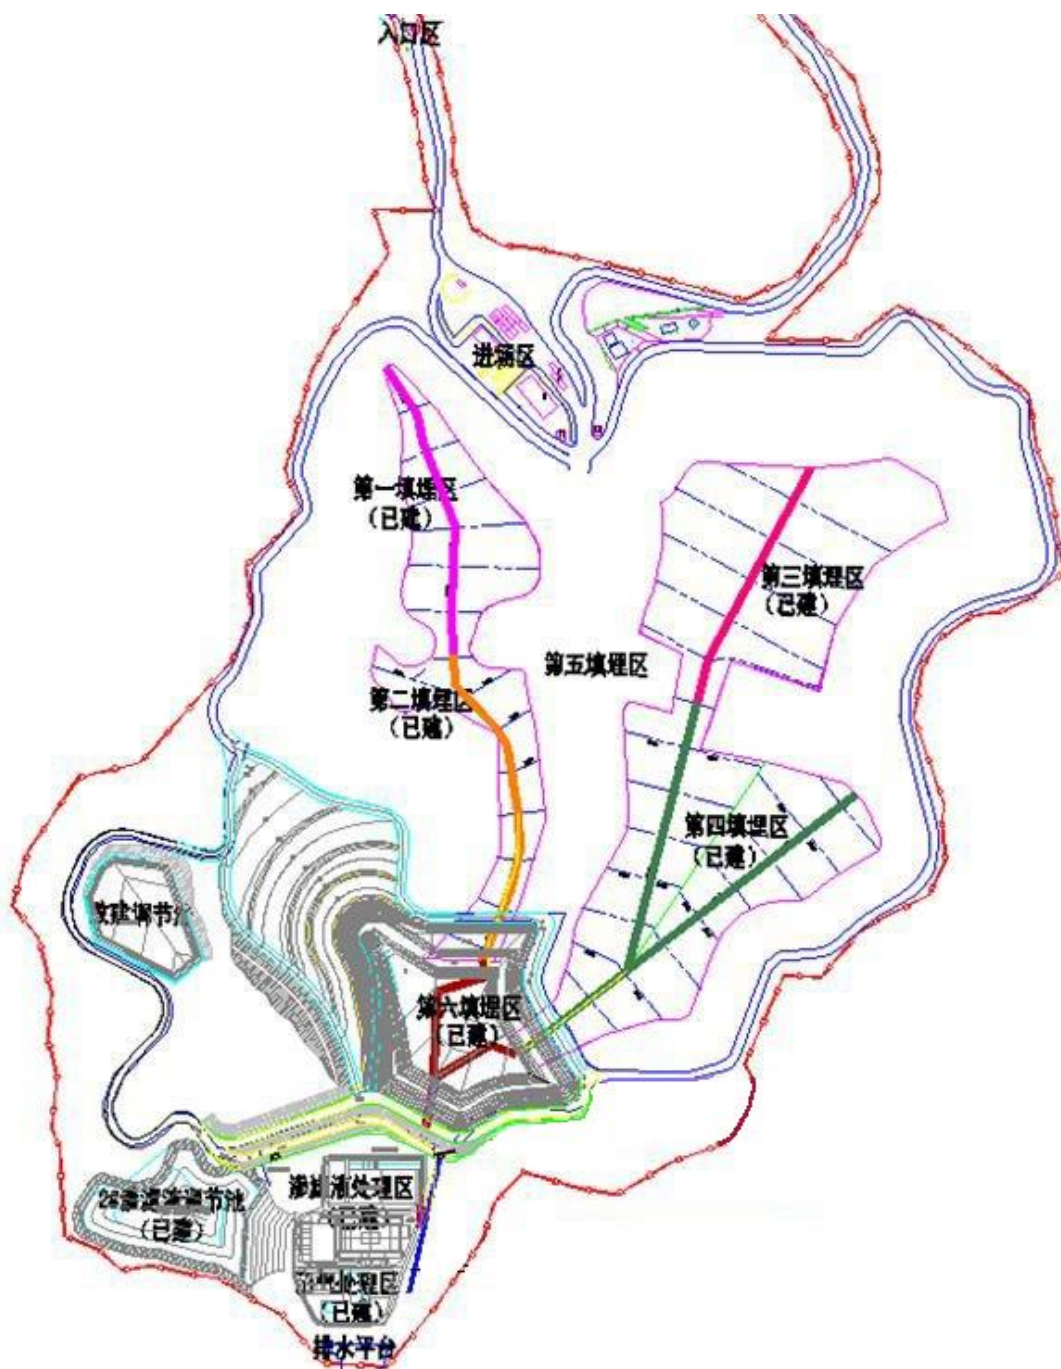 入口区
进场区
第一填埋区
（已建）
第三填埋区
（已建）
第五填埋区
第二填埋区
（已建）
第四填埋区
（已建）
建调节
第六填埋区
（已建）
渗滤液处理区
（已建）
2#渗滤液调节池
（已建）
处理区
（已建）
排水平台